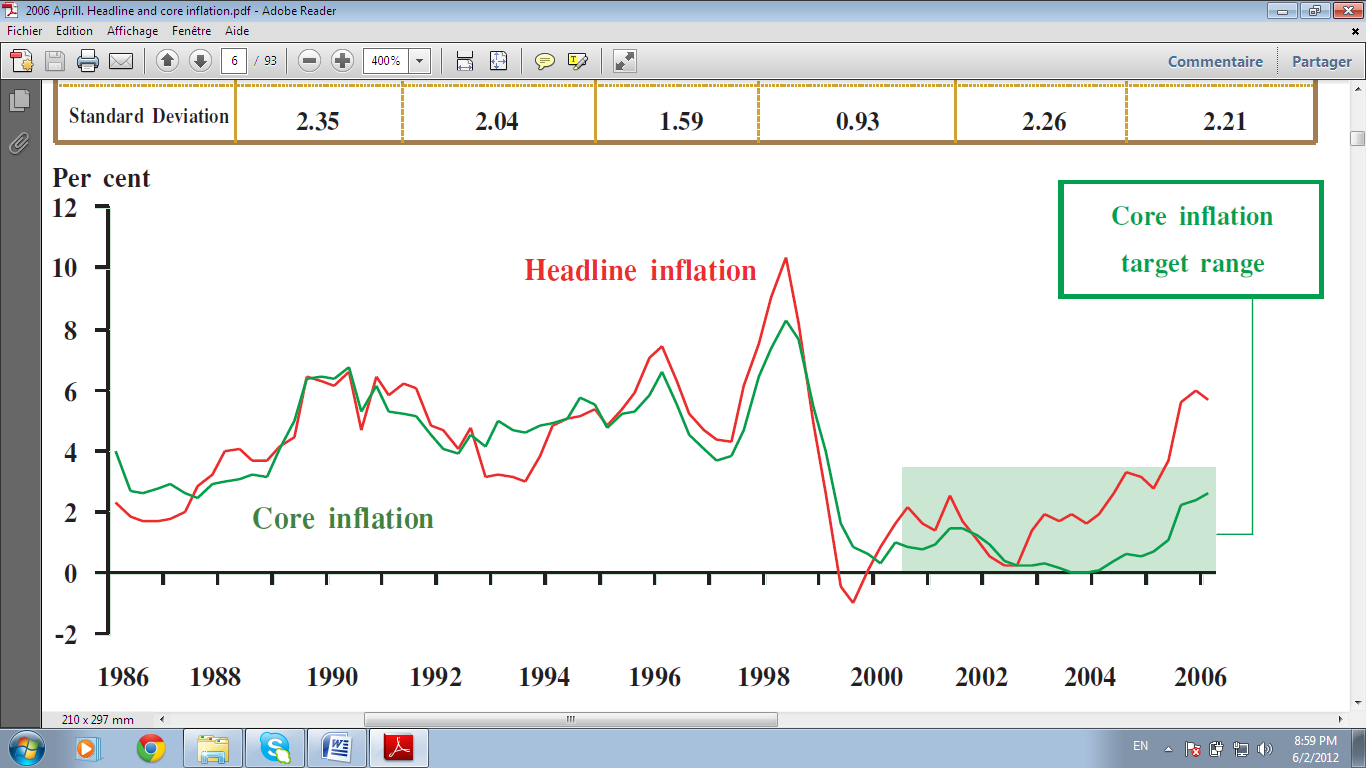 2006 Aprill. Headline and core inflation.pdf - Adobe Reader
Fichier Edition Affichage Fenêtre Aide
6 / 93 400% Commentaire Partager
Standard Deviation 2.35 2.04 1.59 0.93 2.26 2.21
Per cent
12
Core inflation
target range
10
Headline inflation
8
6
4
2
Core inflation
0
-2
1986 1988 1990 1992 1994 1996 1998 2000 2002 2004 2006
210 x 297 mm
EN 8:59 PM
6/2/2012